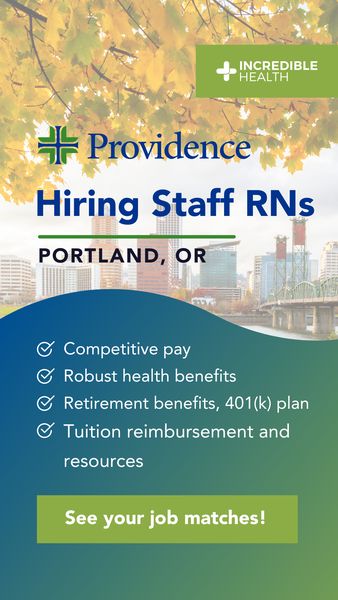 INCREDIBLE
HEALTH
Providence
Hiring Staff RNs
PORTLAND, OR
Competitive pay
Robust health benefits
Retirement benefits, 401(k) plan
Tuition reimbursement and
resources
See your job matches!